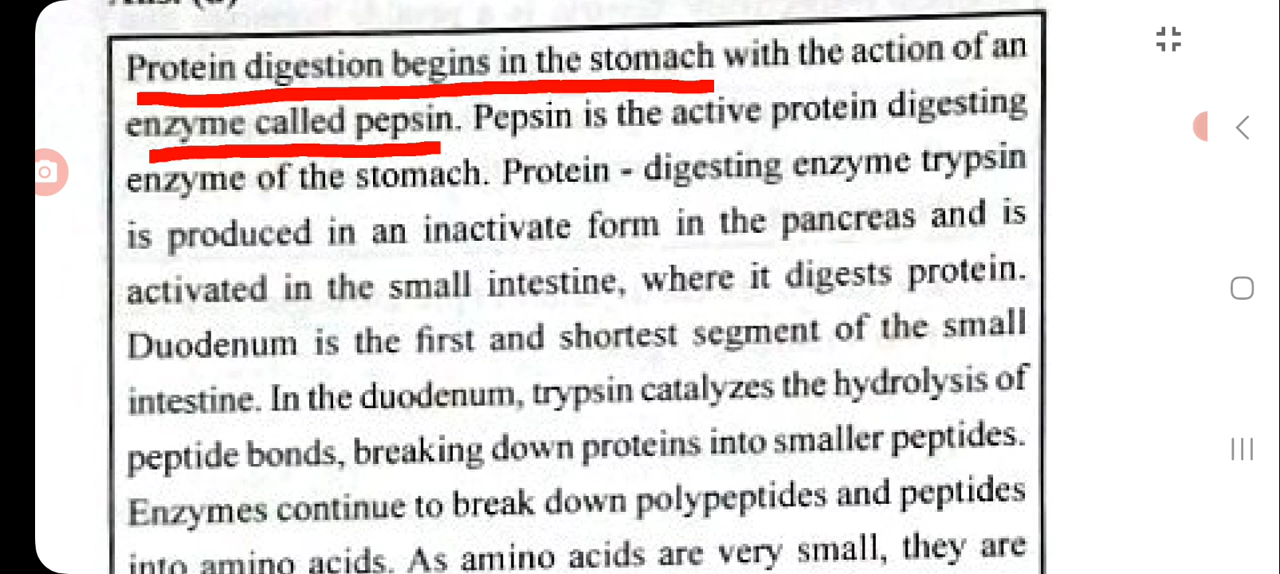 Protein digestion begins in the stomach with the action of an
enzyme called pepsin. Pepsin is the active protein digesting
enzyme of the stomach. Protein - digesting enzyme trypsin
is produced in an inactivate form in the pancreas and is
activated in the small intestine, where it digests protein.
Duodenum is the first and shortest segment of the small
intestine. In the duodenum, trypsin catalyzes the hydrolysis of
peptide bonds, breaking down proteins into smaller peptides.
Enzymes continue to break down polypeptides and peptides
into amino acids. As amino acids are very small, they are